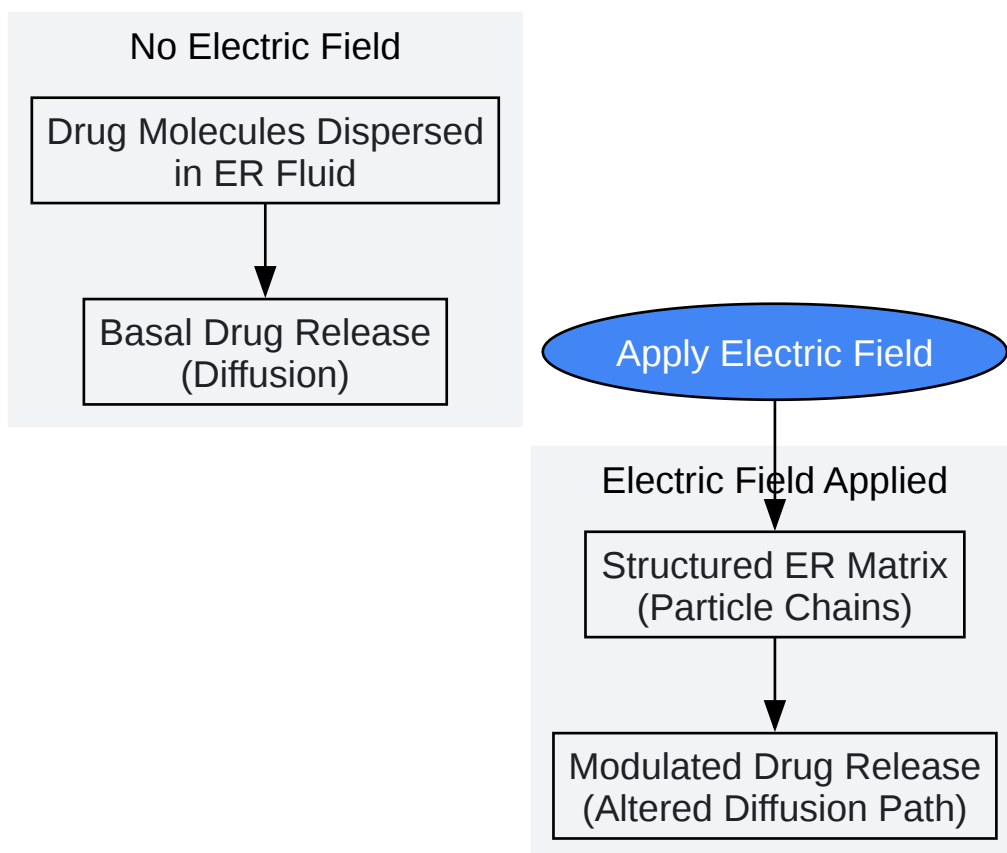 No Electric Field
Drug Molecules Dispersed
in ER Fluid
Basal Drug Release
(Diffusion)
Apply Electric Field
Electric Field Applied
Structured ER Matrix
(Particle Chains)
Modulated Drug Release
(Altered Diffusion Path)